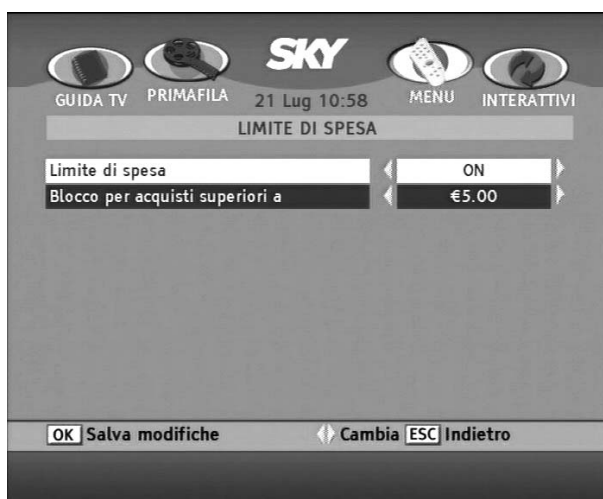 SKY
GUIDA TV PRIMAFILA 21 Lug 10:58 MENU INTERATTIVI
LIMITE DI SPESA
Limite di spesa ON
Blocco per acquisti superiori a €5.00
OK Salva modifiche Cambia ESC Indietro